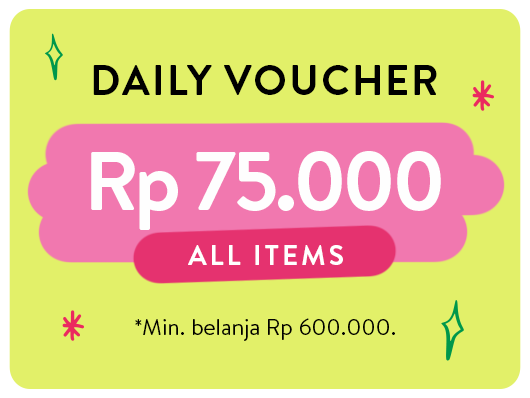 DAILY VOUCHER
Rp 75.000
ALL ITEMS
*Min. belanja Rp 600.000.